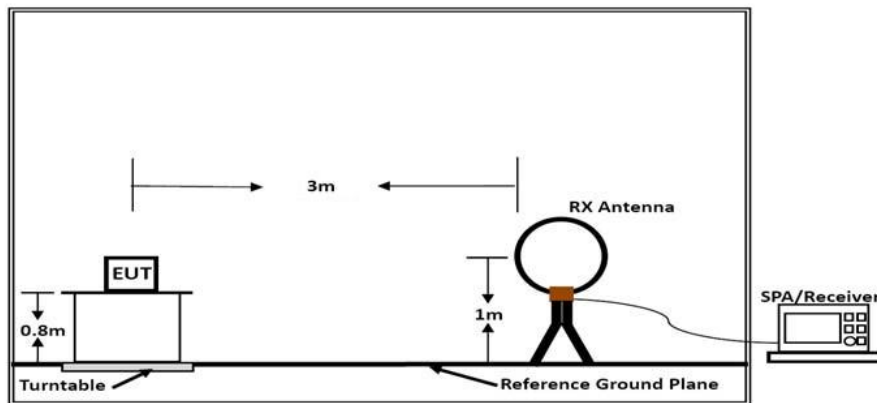 3m
RX Antenna
EUT
SPA/Receiver
0.8m
1m
Turntable
Reference Ground Plane